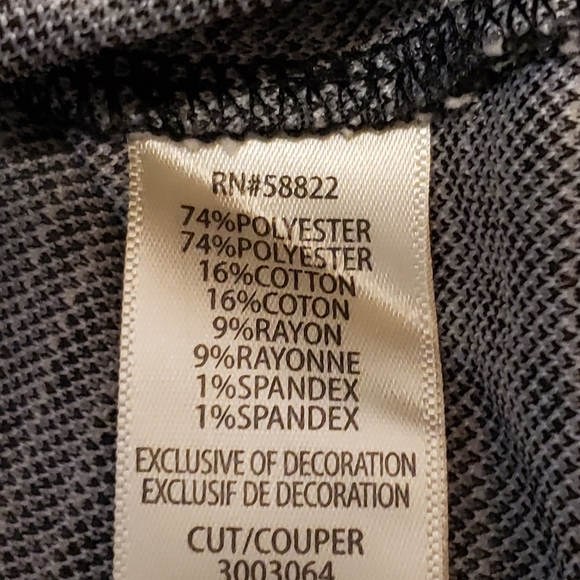 RN#58822
74%POLYESTER
74%POLYESTER
16%COTTON
16%COTON
9%RAYON
9%RAYONNE
1%SPANDEX
1%SPANDEX
EXCLUSIVE OF DECORATION
EXCLUSIF DE DECORATION
CUT/COUPER
3003064